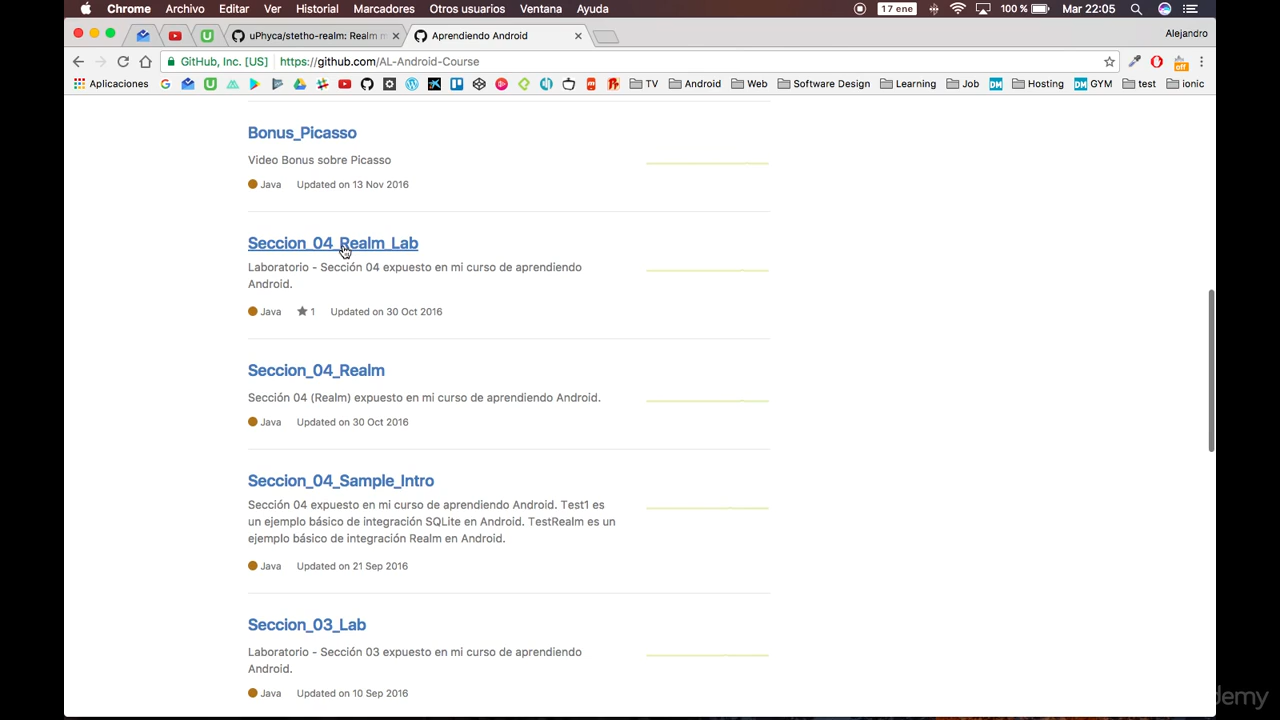 Chrome Archivo Editar Ver Historial Marcadores Otros usuarios Ventana Ayuda 17 ene 100 % Mar 22:05
uPhyca/stetho-realm: Realm m Aprendiendo Android Alejandro
GitHub, Inc. [US] https://github.com/AL-Android-Course
Aplicaciones TV Android Web Software Design Learning Job Hosting GYM test ionic
Bonus_Picasso
Video Bonus sobre Picasso
Java Updated on 13 Nov 2016
Seccion_04_Realm_Lab
Laboratorio - Sección 04 expuesto en mi curso de aprendiendo
Android.
Java 1 Updated on 30 Oct 2016
Seccion_04_Realm
Sección 04 (Realm) expuesto en mi curso de aprendiendo Android.
Java Updated on 30 Oct 2016
Seccion_04_Sample_Intro
Sección 04 expuesto en mi curso de aprendiendo Android. Test1 es
un ejemplo básico de integración SQLite en Android. TestRealm es un
ejemplo básico de integración Realm en Android.
Java Updated on 21 Sep 2016
Seccion_03_Lab
Laboratorio - Sección 03 expuesto en mi curso de aprendiendo
Android.
Java Updated on 10 Sep 2016